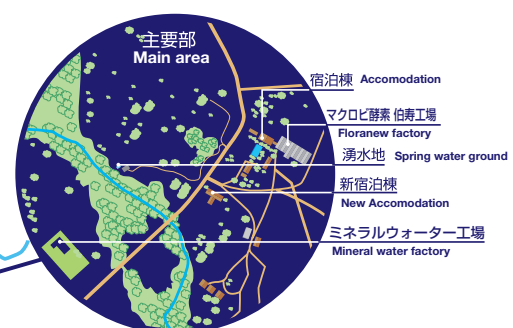 主要部
Main area
宿泊棟 Accomodation
マクロビ酵素 伯寿工場
Floranew factory
湧水地 Spring water ground
新宿泊棟
New Accomodation
ミネラルウォーター工場
Mineral water factory